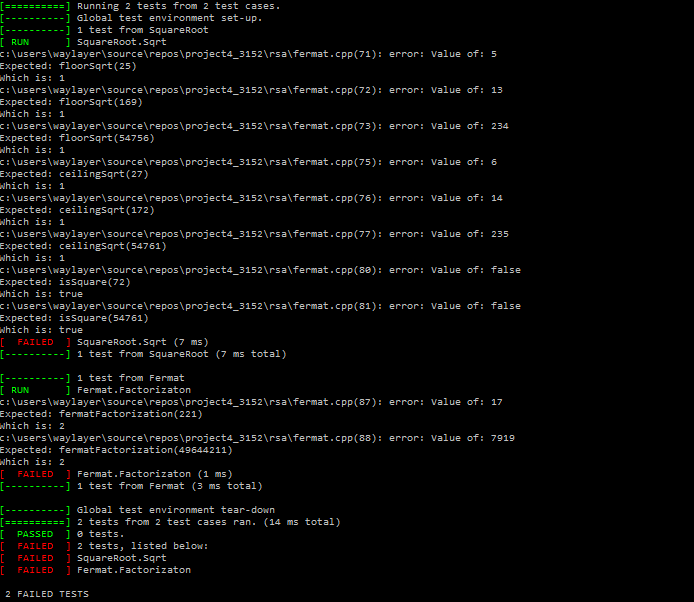 [==========] Running 2 tests from 2 test cases.
[----------] Global test environment set-up.
[----------] 1 test from SquareRoot
[ RUN      ] SquareRoot.Sqrt
c:\users\waylayer\source\repos\project4_3152\rsa\fermat.cpp(71): error: Value of: 5
Expected: floorSqrt(25)
Which is: 1
c:\users\waylayer\source\repos\project4_3152\rsa\fermat.cpp(72): error: Value of: 13
Expected: floorSqrt(169)
Which is: 1
c:\users\waylayer\source\repos\project4_3152\rsa\fermat.cpp(73): error: Value of: 234
Expected: floorSqrt(54756)
Which is: 1
c:\users\waylayer\source\repos\project4_3152\rsa\fermat.cpp(75): error: Value of: 6
Expected: ceilingSqrt(27)
Which is: 1
c:\users\waylayer\source\repos\project4_3152\rsa\fermat.cpp(76): error: Value of: 14
Expected: ceilingSqrt(172)
Which is: 1
c:\users\waylayer\source\repos\project4_3152\rsa\fermat.cpp(77): error: Value of: 235
Expected: ceilingSqrt(54761)
Which is: 1
c:\users\waylayer\source\repos\project4_3152\rsa\fermat.cpp(80): error: Value of: false
Expected: isSquare(72)
Which is: true
c:\users\waylayer\source\repos\project4_3152\rsa\fermat.cpp(81): error: Value of: false
Expected: isSquare(54761)
Which is: true
[  FAILED  ] SquareRoot.Sqrt (7 ms)
[----------] 1 test from SquareRoot (7 ms total)
[----------] 1 test from Fermat
[ RUN      ] Fermat.Factorizaton
c:\users\waylayer\source\repos\project4_3152\rsa\fermat.cpp(87): error: Value of: 17
Expected: fermatFactorization(221)
Which is: 2
c:\users\waylayer\source\repos\project4_3152\rsa\fermat.cpp(88): error: Value of: 7919
Expected: fermatFactorization(49644211)
Which is: 2
[  FAILED  ] Fermat.Factorizaton (1 ms)
[----------] 1 test from Fermat (3 ms total)
[----------] Global test environment tear-down
[==========] 2 tests from 2 test cases ran. (14 ms total)
[  PASSED  ] 0 tests.
[  FAILED  ] 2 tests, listed below:
[  FAILED  ] SquareRoot.Sqrt
[  FAILED  ] Fermat.Factorizaton
2 FAILED TESTS